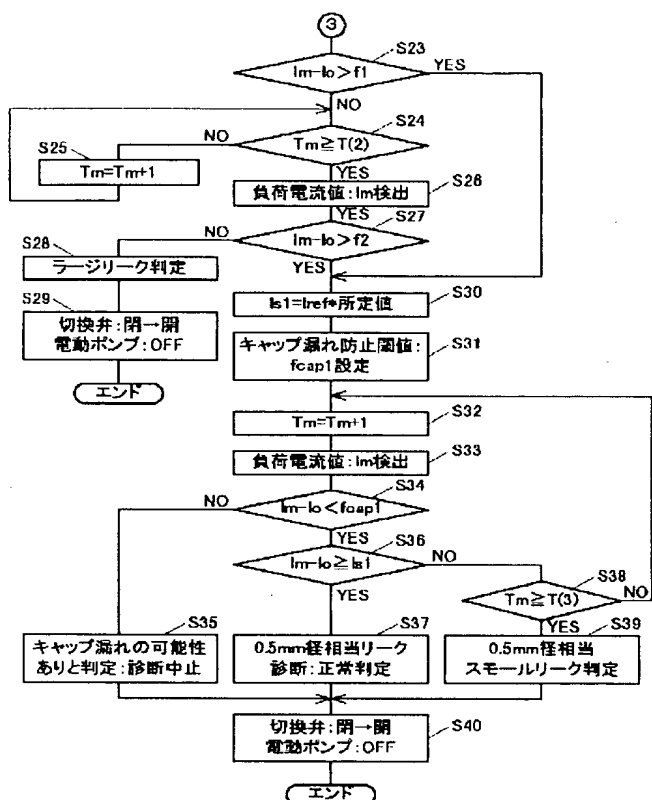 3
S23
Im-Io>f1
YES
NO
S24
NO
Tm≧T(2)
S25
Tm=Tm+1
YES
S26
負荷電流値:Im検出
YES
S27
NO
Im-Io>f2
S28
ラージリーク判定
YES
S29
切換弁:閉→開
電動ポンプ:OFF
エンド
S30
Is1=Iref*所定値
S31
キャップ漏れ防止閾値:
fcap1設定
S32
Tm=Tm+1
S33
負荷電流値:Im検出
S34
NO
Im-Io<fcap1
YES
S36
Im-Io≧Is1
NO
YES
S38
Tm≧T(3)
NO
YES
S35
キャップ漏れの可能性
ありと判定:診断中止
S37
0.5mm径相当リーク
診断:正常判定
S39
0.5mm径相当
スモールリーク判定
S40
切換弁:閉→開
電動ポンプ:OFF
エンド